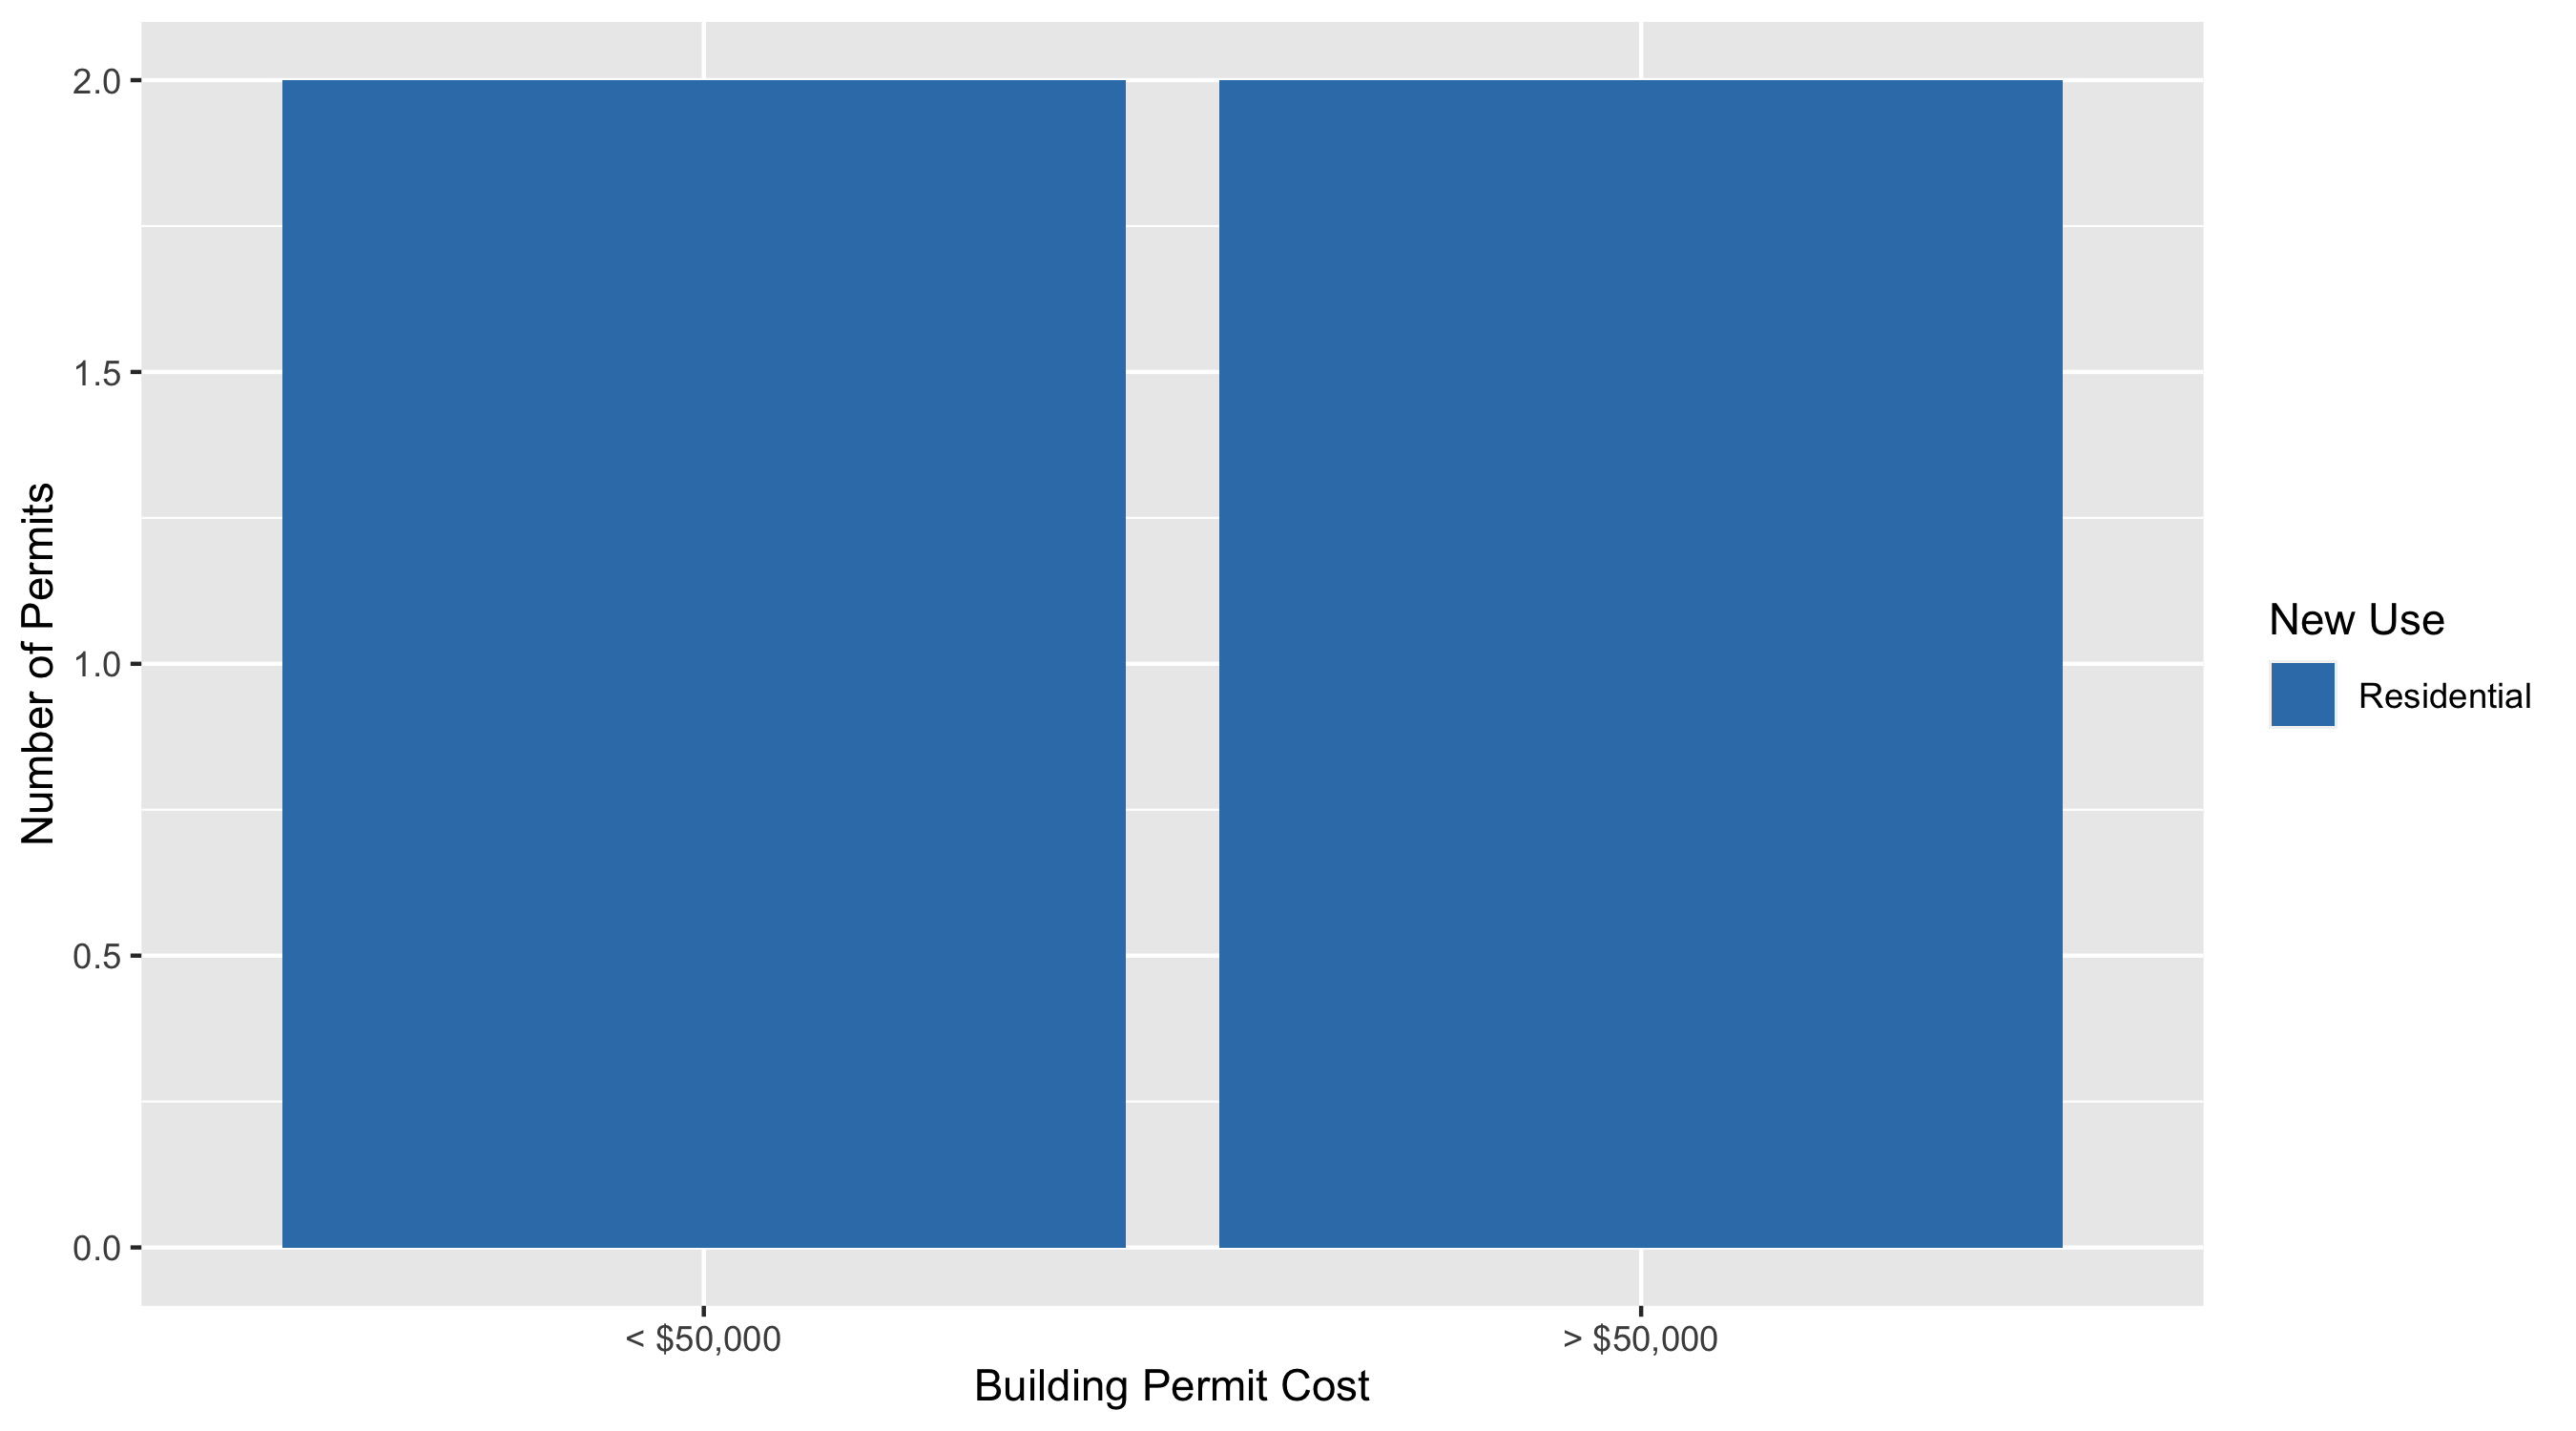 2.0
1.5
1.0
0.5
0.0
Number of Permits
< $50,000
> $50,000
Building Permit Cost
New Use
Residential